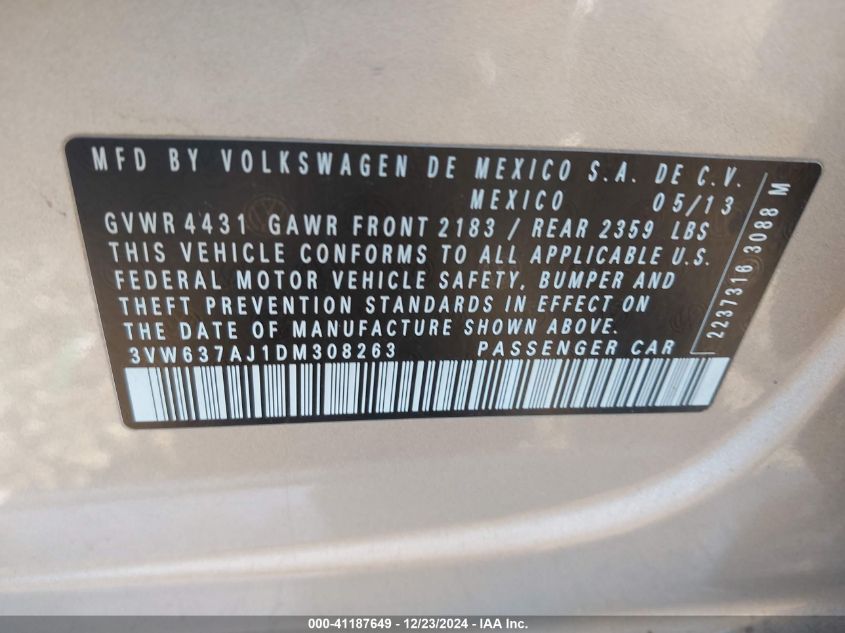 MFD BY VOLKSWAGEN DE MEXICO S.A. DE C.V.
MEXICO 05/13
GVWR 4431 GAWR FRONT 2183 / REAR 2359 LBS
THIS VEHICLE CONFORMS TO ALL APPLICABLE U.S.
FEDERAL MOTOR VEHICLE SAFETY, BUMPER AND
THEFT PREVENTION STANDARDS IN EFFECT ON
THE DATE OF MANUFACTURE SHOWN ABOVE.
3VW637AJ1DM308263 PASSENGER CAR
2237316 3088 M
000-41187649 - 12/23/2024 - IAA Inc.